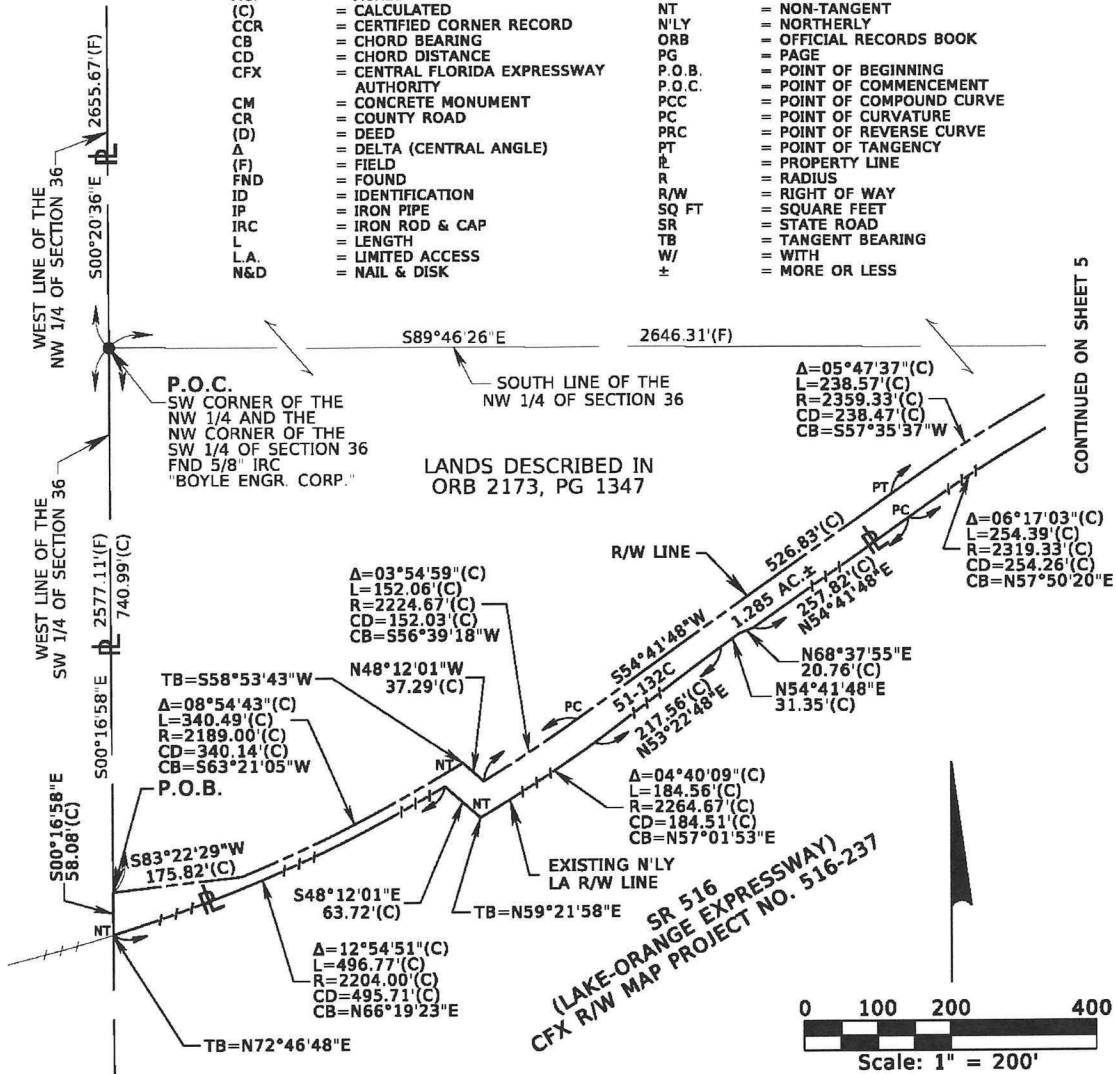 (C) = CALCULATED
CCR = CERTIFIED CORNER RECORD
CB = CHORD BEARING
CD = CHORD DISTANCE
CFX = CENTRAL FLORIDA EXPRESSWAY
AUTHORITY
CM = CONCRETE MONUMENT
CR = COUNTY ROAD
(D) = DEED
Δ = DELTA (CENTRAL ANGLE)
(F) = FIELD
FND = FOUND
ID = IDENTIFICATION
IP = IRON PIPE
IRC = IRON ROD & CAP
L = LENGTH
L.A. = LIMITED ACCESS
N&D = NAIL & DISK
NT = NON-TANGENT
N'LY = NORTHERLY
ORB = OFFICIAL RECORDS BOOK
PG = PAGE
P.O.B. = POINT OF BEGINNING
P.O.C. = POINT OF COMMENCEMENT
PCC = POINT OF COMPOUND CURVE
PC = POINT OF CURVATURE
PRC = POINT OF REVERSE CURVE
PT = POINT OF TANGENCY
PL = PROPERTY LINE
R = RADIUS
R/W = RIGHT OF WAY
SQ FT = SQUARE FEET
SR = STATE ROAD
TB = TANGENT BEARING
W/ = WITH
± = MORE OR LESS
WEST LINE OF THE
NW 1/4 OF SECTION 36
2655.67'(F)
PL
S00°20'36"E
S89°46'26"E 2646.31'(F)
SOUTH LINE OF THE
NW 1/4 OF SECTION 36
P.O.C.
SW CORNER OF THE
NW 1/4 AND THE
NW CORNER OF THE
SW 1/4 OF SECTION 36
FND 5/8" IRC
"BOYLE ENGR. CORP."
LANDS DESCRIBED IN
ORB 2173, PG 1347
Δ=05°47'37"(C)
L=238.57'(C)
R=2359.33'(C)
CD=238.47'(C)
CB=S57°35'37"W
CONTINUED ON SHEET 5
PT
PC
PL
Δ=06°17'03"(C)
L=254.39'(C)
R=2319.33'(C)
CD=254.26'(C)
CB=N57°50'20"E
WEST LINE OF THE
SW 1/4 OF SECTION 36
2577.11'(F)
740.99'(C)
PL
S00°16'58"E
R/W LINE
526.83'(C)
S54°41'48"W
1.285 AC.±
51-132C
257.82'(C)
N54°41'48"E
N68°37'55"E
20.76'(C)
N54°41'48"E
31.35'(C)
217.56'(C)
N53°22'48"E
Δ=03°54'59"(C)
L=152.06'(C)
R=2224.67'(C)
CD=152.03'(C)
CB=S56°39'18"W
N48°12'01"W
37.29'(C)
PC
TB=S58°53'43"W
Δ=08°54'43"(C)
L=340.49'(C)
R=2189.00'(C)
CD=340.14'(C)
CB=S63°21'05"W
NT
NT
P.O.B.
S00°16'58"E
58.08'(C)
S83°22'29"W
175.82'(C)
PL
NT
Δ=04°40'09"(C)
L=184.56'(C)
R=2264.67'(C)
CD=184.51'(C)
CB=N57°01'53"E
EXISTING N'LY
LA R/W LINE
S48°12'01"E
63.72'(C)
TB=N59°21'58"E
Δ=12°54'51"(C)
L=496.77'(C)
R=2204.00'(C)
CD=495.71'(C)
CB=N66°19'23"E
TB=N72°46'48"E
SR 516
(LAKE-ORANGE EXPRESSWAY)
CFX R/W MAP PROJECT NO. 516-237
0 100 200 400
Scale: 1" = 200'